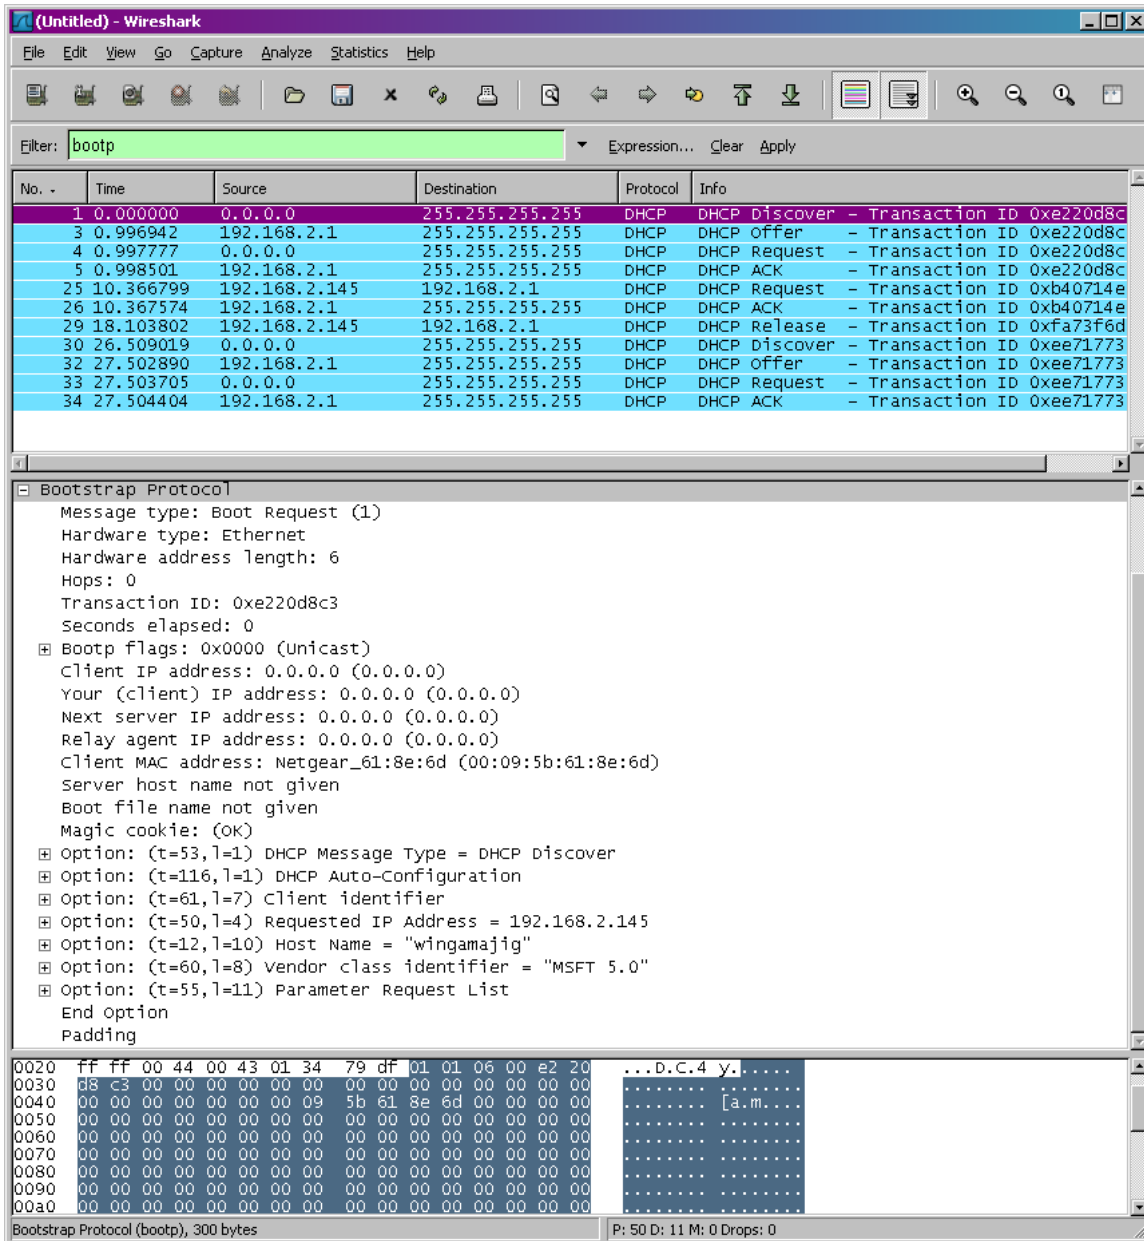 (Untitled) - Wireshark
File Edit View Go Capture Analyze Statistics Help
Filter: bootp Expression... Clear Apply
No. Time Source Destination Protocol Info
1 0.000000 0.0.0.0 255.255.255.255 DHCP DHCP Discover - Transaction ID 0xe220d8c
3 0.996942 192.168.2.1 255.255.255.255 DHCP DHCP Offer - Transaction ID 0xe220d8c
4 0.997777 0.0.0.0 255.255.255.255 DHCP DHCP Request - Transaction ID 0xe220d8c
5 0.998501 192.168.2.1 255.255.255.255 DHCP DHCP ACK - Transaction ID 0xe220d8c
25 10.366799 192.168.2.145 192.168.2.1 DHCP DHCP Request - Transaction ID 0xb40714e
26 10.367574 192.168.2.1 255.255.255.255 DHCP DHCP ACK - Transaction ID 0xb40714e
29 18.103802 192.168.2.145 192.168.2.1 DHCP DHCP Release - Transaction ID 0xfa73f6d
30 26.509019 0.0.0.0 255.255.255.255 DHCP DHCP Discover - Transaction ID 0xee71773
32 27.502890 192.168.2.1 255.255.255.255 DHCP DHCP Offer - Transaction ID 0xee71773
33 27.503705 0.0.0.0 255.255.255.255 DHCP DHCP Request - Transaction ID 0xee71773
34 27.504404 192.168.2.1 255.255.255.255 DHCP DHCP ACK - Transaction ID 0xee71773
Bootstrap Protocol
Message type: Boot Request (1)
Hardware type: Ethernet
Hardware address length: 6
Hops: 0
Transaction ID: 0xe220d8c3
Seconds elapsed: 0
Bootp flags: 0x0000 (Unicast)
Client IP address: 0.0.0.0 (0.0.0.0)
Your (client) IP address: 0.0.0.0 (0.0.0.0)
Next server IP address: 0.0.0.0 (0.0.0.0)
Relay agent IP address: 0.0.0.0 (0.0.0.0)
Client MAC address: Netgear_61:8e:6d (00:09:5b:61:8e:6d)
Server host name not given
Boot file name not given
Magic cookie: (OK)
Option: (t=53,l=1) DHCP Message Type = DHCP Discover
Option: (t=116,l=1) DHCP Auto-Configuration
Option: (t=61,l=7) Client identifier
Option: (t=50,l=4) Requested IP Address = 192.168.2.145
Option: (t=12,l=10) Host Name = "wingamajig"
Option: (t=60,l=8) Vendor class identifier = "MSFT 5.0"
Option: (t=55,l=11) Parameter Request List
End Option
Padding
0020 ff ff 00 44 00 43 01 34 79 df 01 01 06 00 e2 20 ...D.C.4 y.....
0030 d8 c3 00 00 00 00 00 00 00 00 00 00 00 00 00 00 ........ ........
0040 00 00 00 00 00 00 00 09 5b 61 8e 6d 00 00 00 00 ........ [a.m....
0050 00 00 00 00 00 00 00 00 00 00 00 00 00 00 00 00 ........ ........
0060 00 00 00 00 00 00 00 00 00 00 00 00 00 00 00 00 ........ ........
0070 00 00 00 00 00 00 00 00 00 00 00 00 00 00 00 00 ........ ........
0080 00 00 00 00 00 00 00 00 00 00 00 00 00 00 00 00 ........ ........
0090 00 00 00 00 00 00 00 00 00 00 00 00 00 00 00 00 ........ ........
00a0 00 00 00 00 00 00 00 00 00 00 00 00 00 00 00 00 ........ ........
Bootstrap Protocol (bootp), 300 bytes P: 50 D: 11 M: 0 Drops: 0